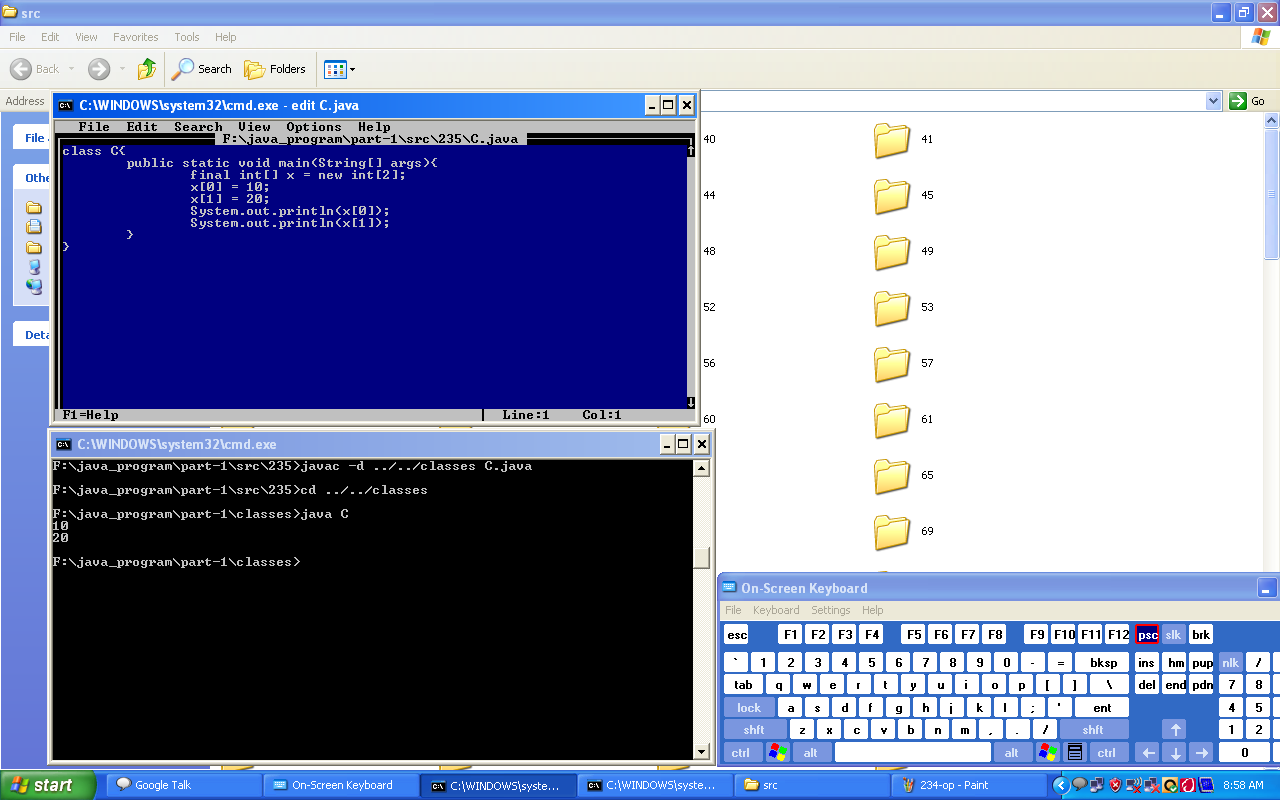 src
File Edit View Favorites Tools Help
Back Search Folders
Address Go
C:\WINDOWS\system32\cmd.exe - edit C.java
File Edit Search View Options Help
F:\java_program\part-1\src\235\C.java
class C{
public static void main(String[] args){
final int[] x = new int[2];
x[0] = 10;
x[1] = 20;
System.out.println(x[0]);
System.out.println(x[1]);
}
}
F1=Help Line:1 Col:1
File
Othe
Deta
40 41
44 45
48 49
52 53
56 57
60 61
65
69
C:\WINDOWS\system32\cmd.exe
F:\java_program\part-1\src\235>javac -d ../../classes C.java
F:\java_program\part-1\src\235>cd ../../classes
F:\java_program\part-1\classes>java C
10
20
F:\java_program\part-1\classes>
On-Screen Keyboard
File Keyboard Settings Help
esc F1 F2 F3 F4 F5 F6 F7 F8 F9 F10 F11 F12 psc slk brk
` 1 2 3 4 5 6 7 8 9 0 - = bksp ins hm pup nlk /
tab q w e r t y u i o p [ ] \ del end pdn 7 8
lock a s d f g h j k l ; ' ent 4 5
shft z x c v b n m , . / shft ↑ 1 2
ctrl alt alt ctrl ← ↓ → 0
start Google Talk On-Screen Keyboard C:\WINDOWS\syste... C:\WINDOWS\syste... src 234-op - Paint 8:58 AM